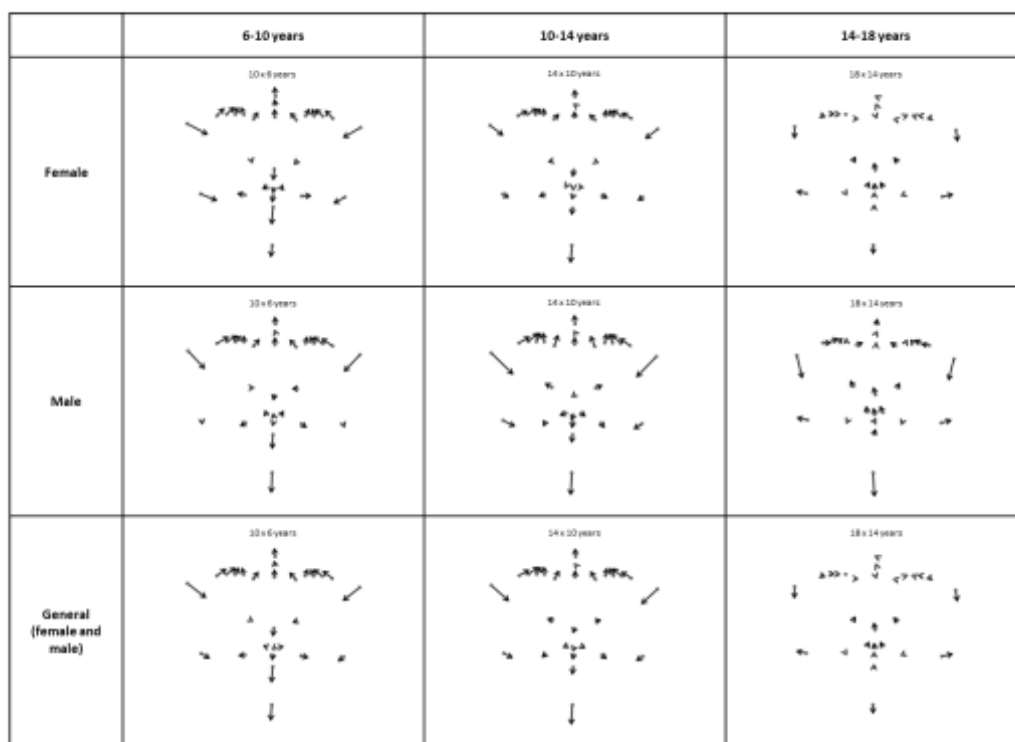 6-10 years
10-14 years
14-18 years
Female
10 x 6 years
14 x 10 years
18 x 14 years
Male
10 x 6 years
14 x 10 years
18 x 14 years
General
(female and
male)
10 x 6 years
14 x 10 years
18 x 14 years